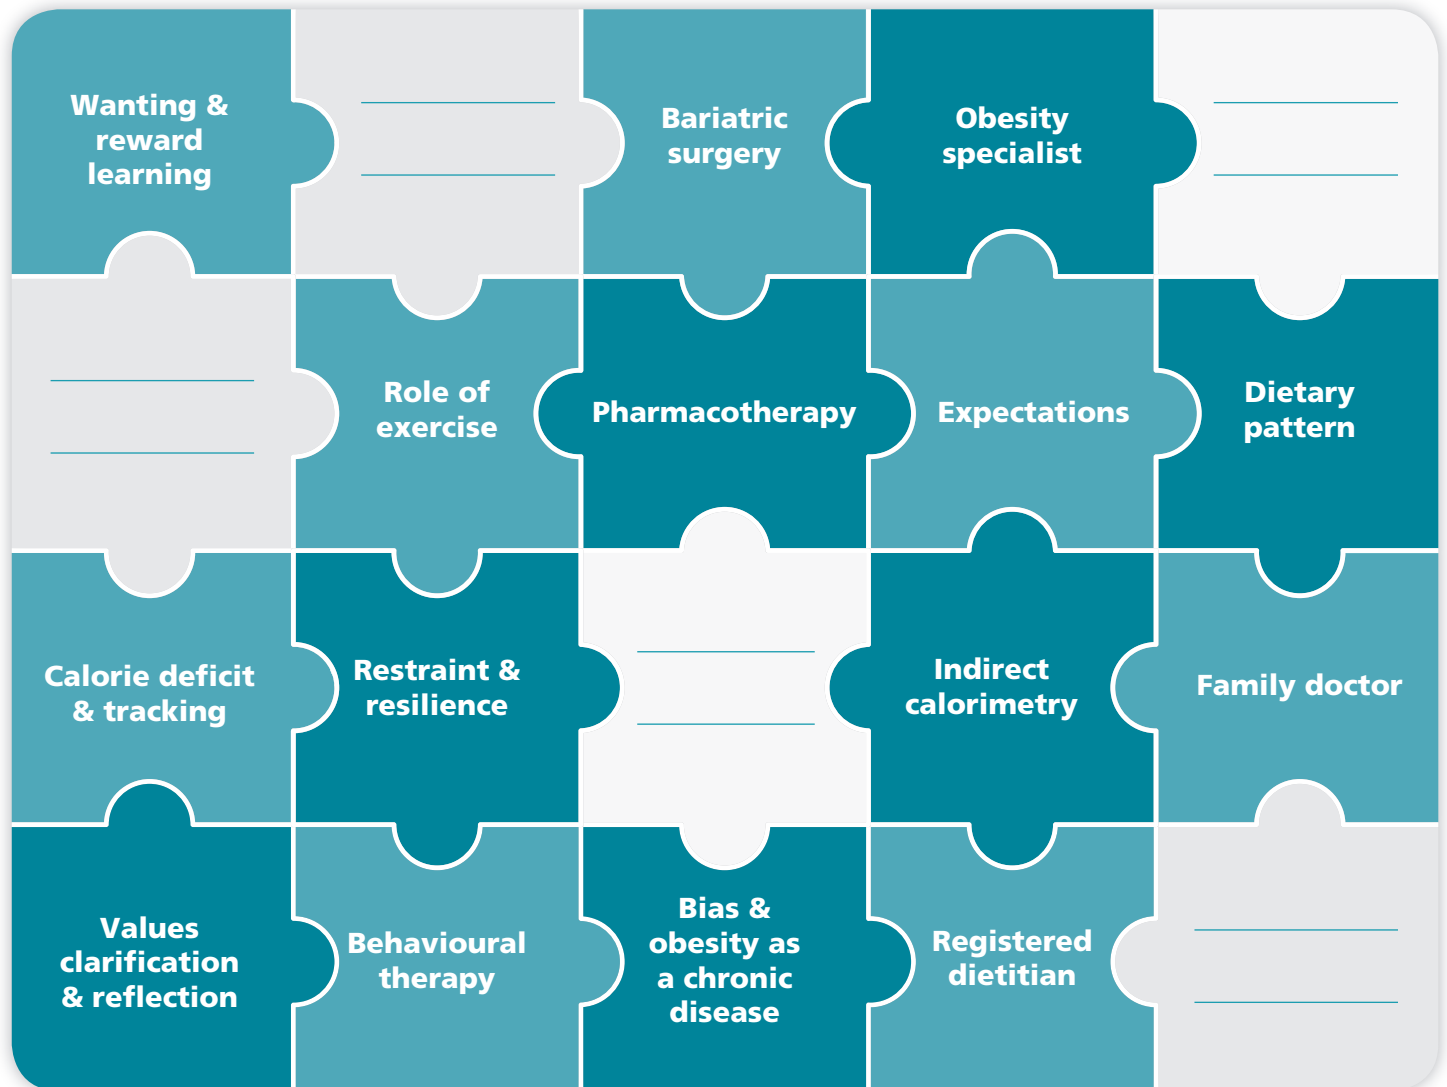 Wanting &
reward
learning
Bariatric
surgery
Obesity
specialist
Role of
exercise
Pharmacotherapy
Expectations
Dietary
pattern
Calorie deficit
& tracking
Restraint &
resilience
Indirect
calorimetry
Family doctor
Values
clarification
& reflection
Behavioural
therapy
Bias &
obesity as
a chronic
disease
Registered
dietitian